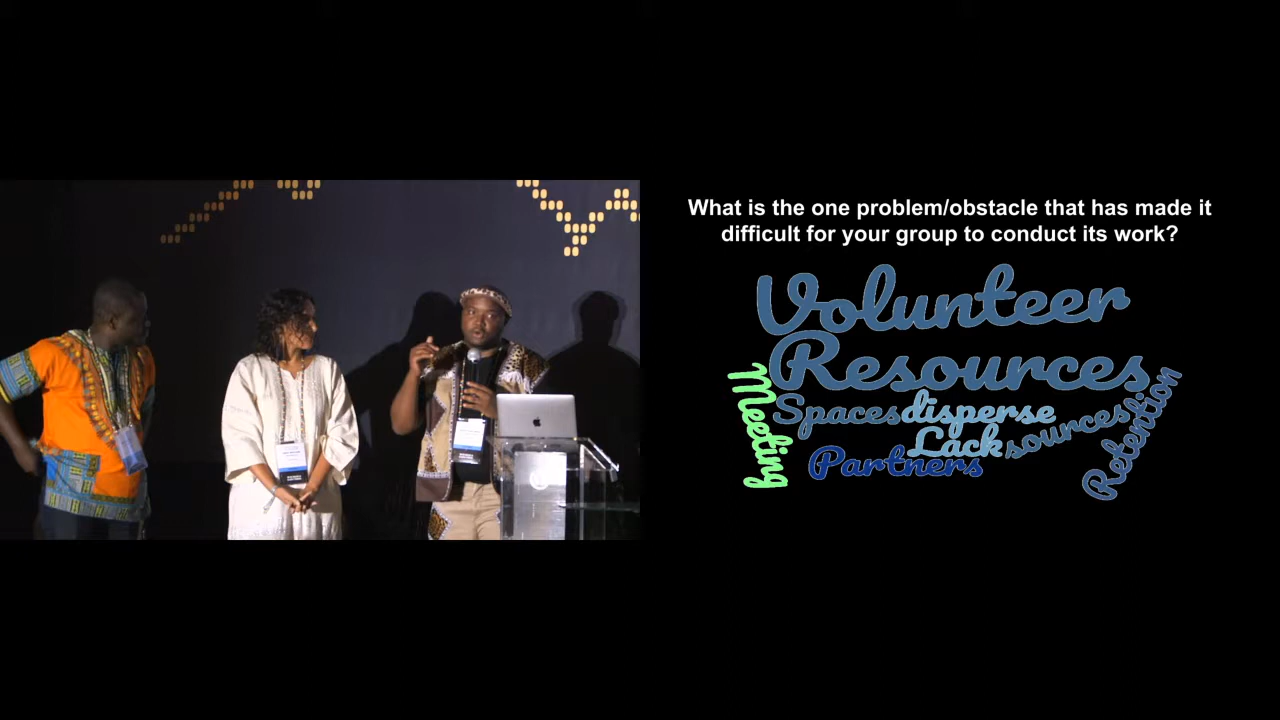 What is the one problem/obstacle that has made it
difficult for your group to conduct its work?
Volunteer
Resources
Meeting
Spaces
disperse
Lack
sources!
Retention
Partners